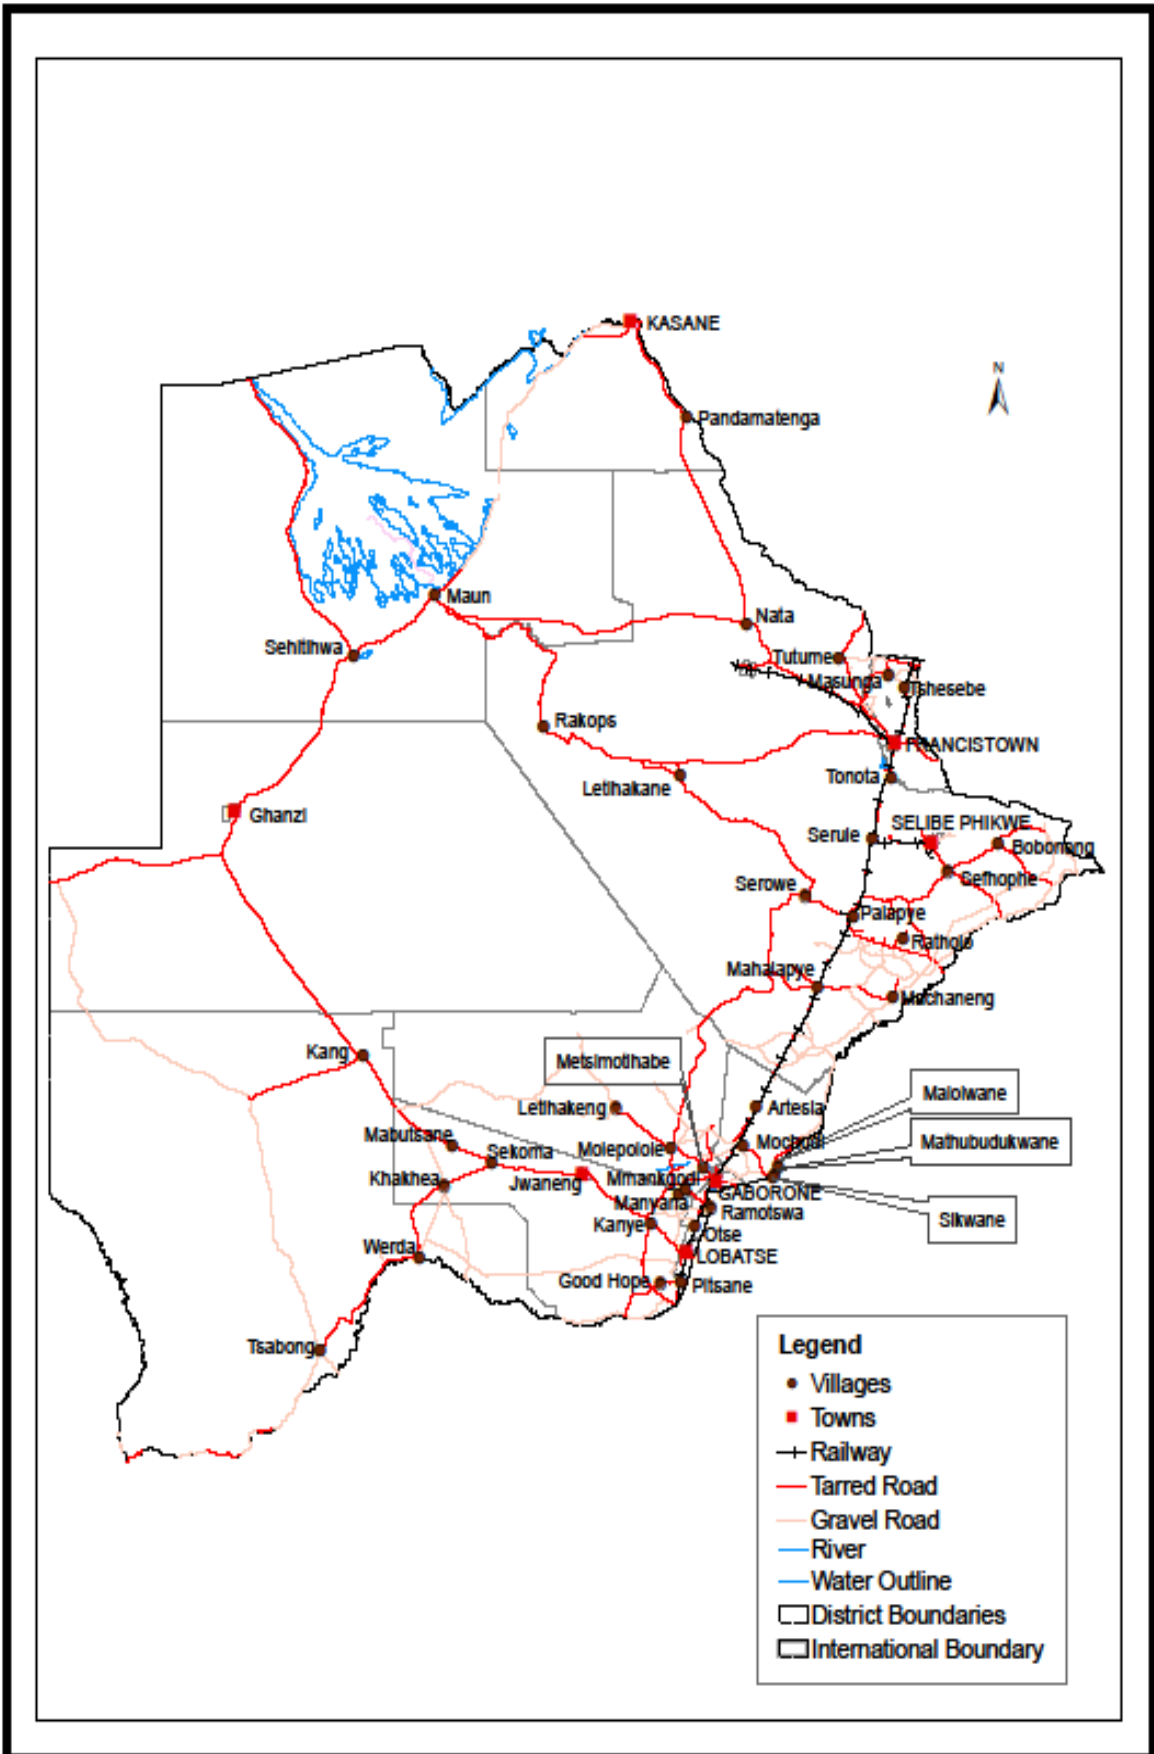 KASANE
N
Pandamatenga
Maun
Nata
Sehitihwa
Tutume
Masunga
Tshesebe
Rakops
FRANCISTOWN
Letlhakane
Tonota
Ghanzi
SELIBE PHIKWE
Serule
Bobonong
Sefhophe
Serowe
Palapye
Ratholo
Mahalapye
Machaneng
Kang
Metsimotlhabe
Malolwane
Letlhakeng
Artesia
Mabutsane
Mochudi
Mathubudukwane
Sekoma
Molepolole
Khakhea
Jwaneng
Mmankgodi
GABORONE
Manyana
Ramotswa
Sikwane
Kanye
Otse
Werda
LOBATSE
Good Hope
Pitsane
Tsabong
Legend
Villages
Towns
Railway
Tarred Road
Gravel Road
River
Water Outline
District Boundaries
International Boundary